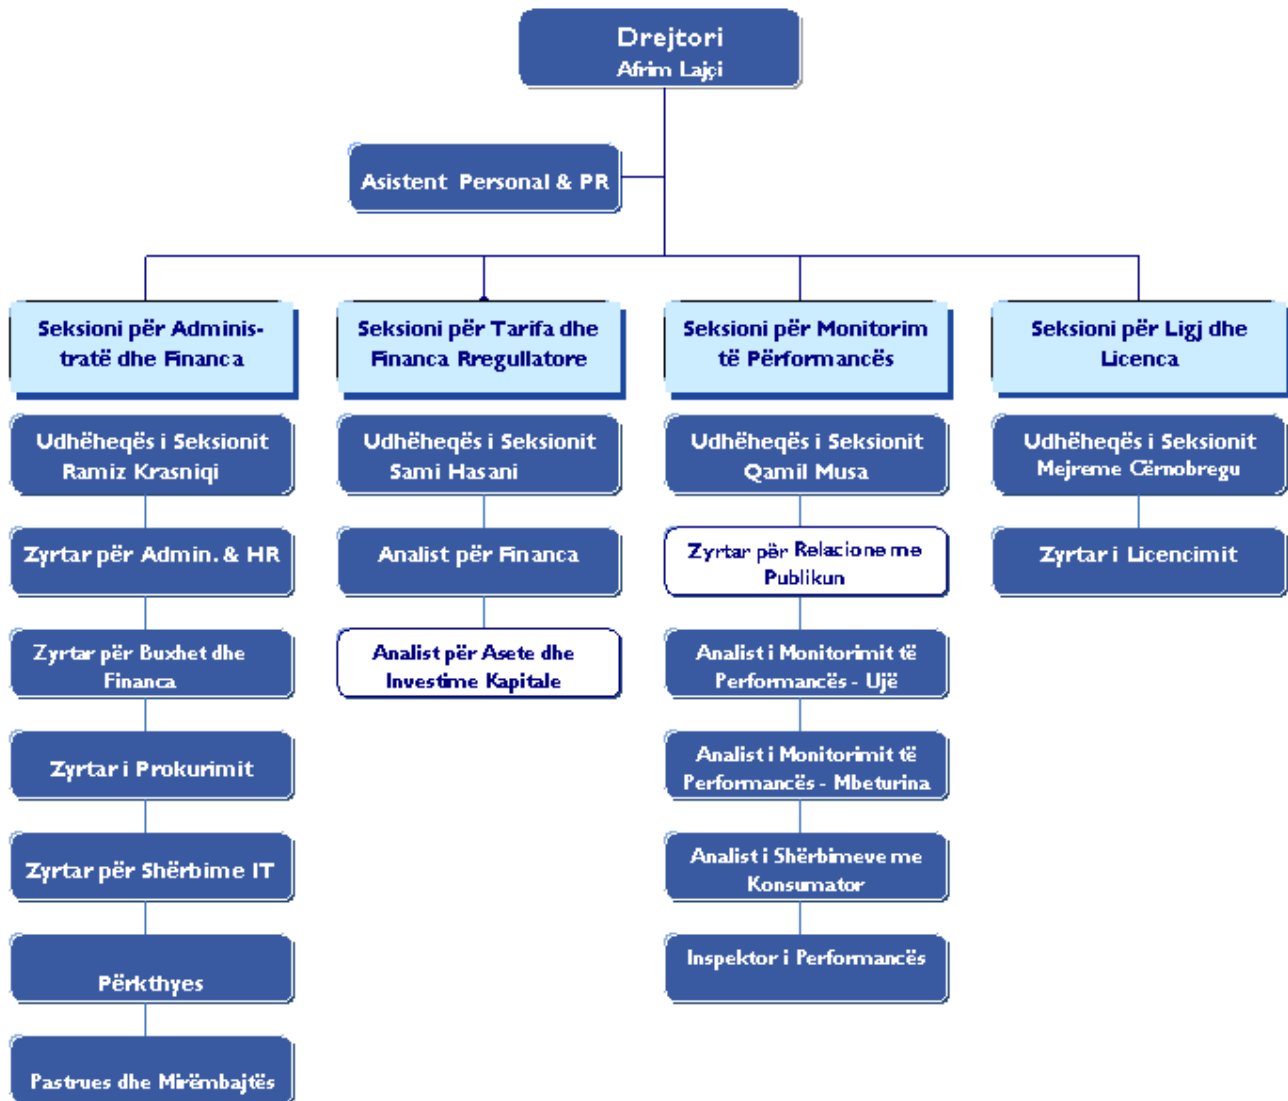 Drejtori
Afrim Lajçi
Asistent Personal & PR
Seksioni për Adminis-
tratë dhe Financa
Udhëheqës i Seksionit
Ramiz Krasniqi
Zyrtar për Admin. & HR
Zyrtar për Buxhet dhe
Financa
Zyrtar i Prokurimit
Zyrtar për Shërbime IT
Përkthyes
Pastrues dhe Mirëmbajtës
Seksioni për Tarifa dhe
Financa Rregullatore
Udhëheqës i Seksionit
Sami Hasani
Analist për Financa
Analist për Asete dhe
Investime Kapitale
Seksioni për Monitorim
të Përformancës
Udhëheqës i Seksionit
Qamil Musa
Zyrtar për Relacione me
Publikun
Analist i Monitorimit të
Performancës - Ujë
Analist i Monitorimit të
Performancës - Mbeturina
Analist i Shërbimeve me
Konsumator
Inspektor i Performancës
Seksioni për Ligj dhe
Licenca
Udhëheqës i Seksionit
Mejreme Cërnobregu
Zyrtar i Licencimit